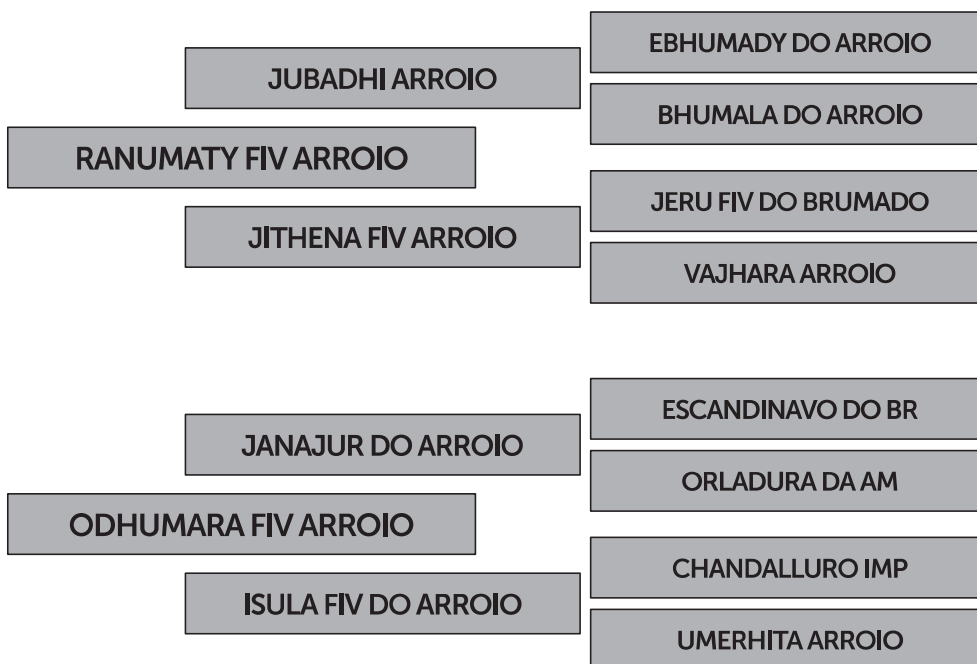 EBHUMADY DO ARROIO
JUBADHI ARROIO
BHUMALA DO ARROIO
RANUMATY FIV ARROIO
JERU FIV DO BRUMADO
JITHENA FIV ARROIO
VAJHARA ARROIO
ESCANDINAVO DO BR
JANAJUR DO ARROIO
ORLADURA DA AM
ODHUMARA FIV ARROIO
CHANDALLURO IMP
ISULA FIV DO ARROIO
UMERHITA ARROIO